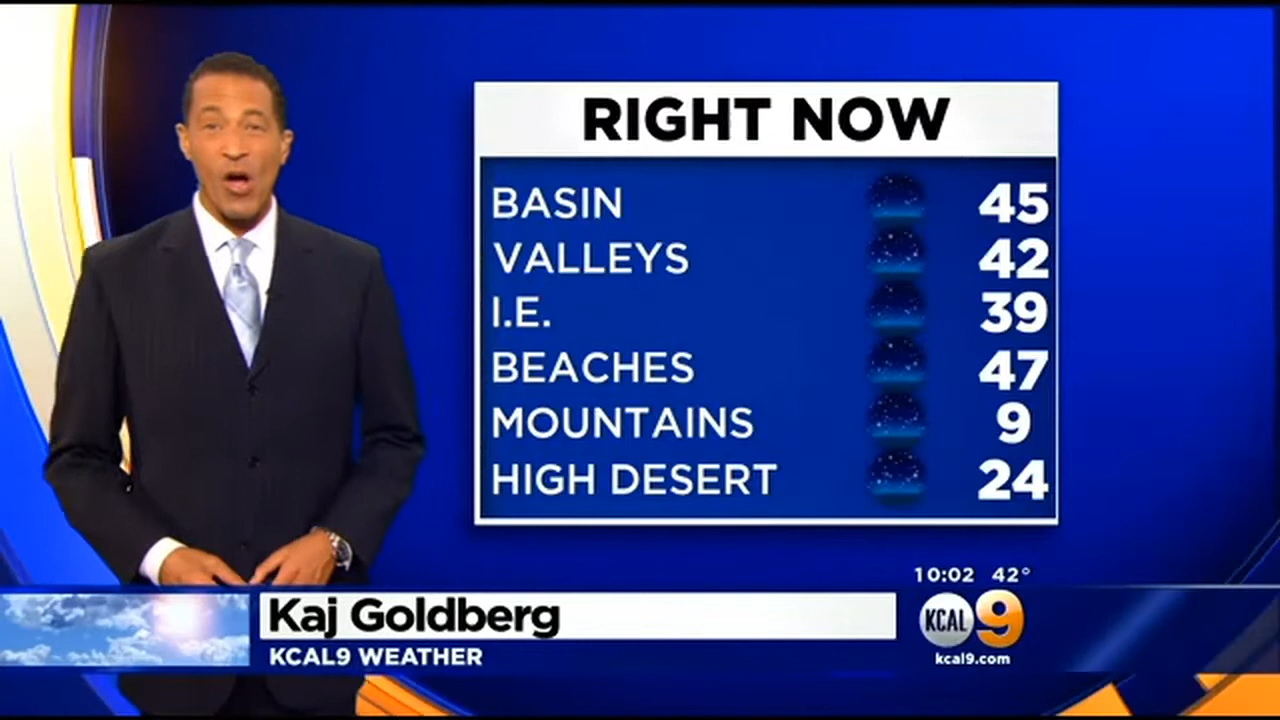 RIGHT NOW
BASIN 45
VALLEYS 42
I.E. 39
BEACHES 47
MOUNTAINS 9
HIGH DESERT 24
10:02 42°
Kaj Goldberg
KCAL 9
KCAL9 WEATHER
kcal9.com